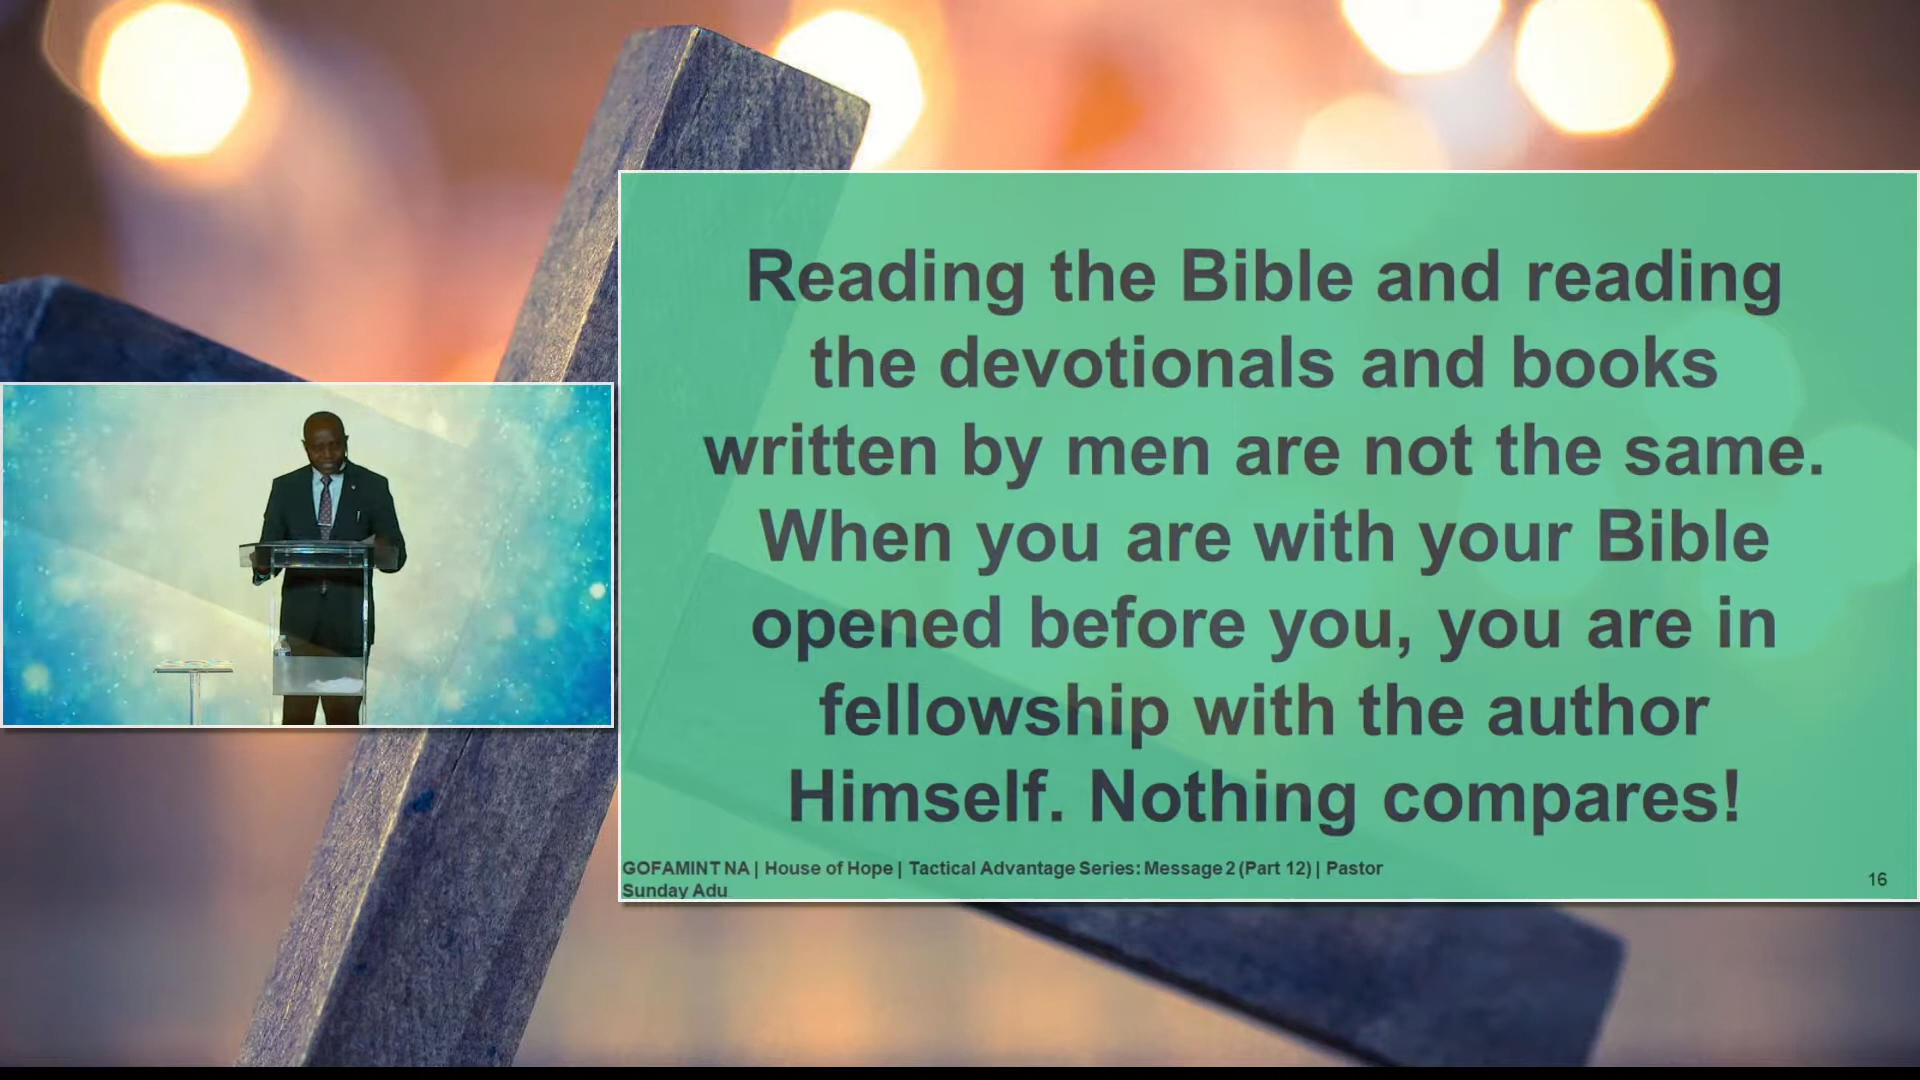 Reading the Bible and reading
the devotionals and books
written by men are not the same.
When you are with your Bible
opened before you, you are in
fellowship with the author
Himself. Nothing compares!
GOFAMINT NA | House of Hope | Tactical Advantage Series: Message 2 (Part 12) | Pastor
Sunday Adu
16